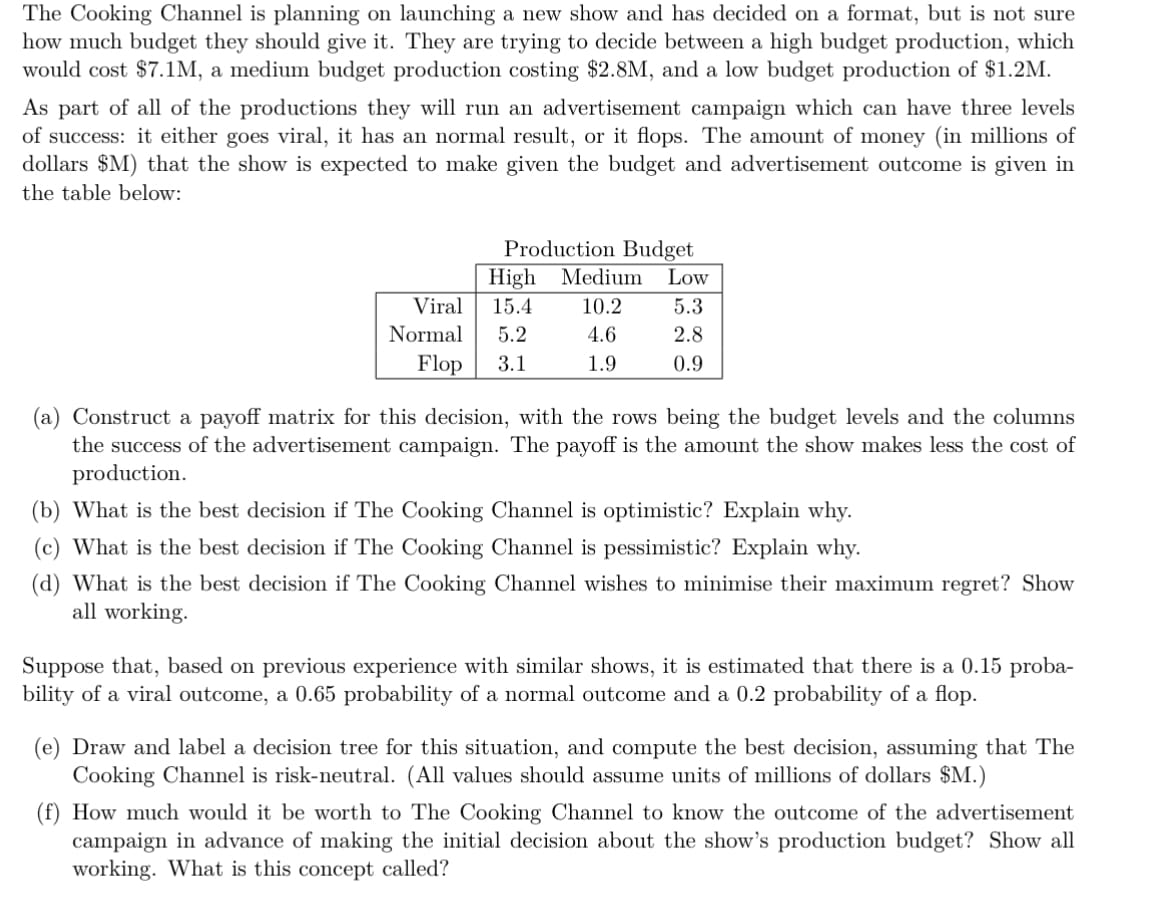 The Cooking Channel is planning on launching a new show and has decided on a format, but is not sure
how much budget they should give it. They are trying to decide between a high budget production, which
would cost $7.1M, a medium budget production costing $2.8M, and a low budget production of $1.2M.
As part of all of the productions they will run an advertisement campaign which can have three levels
of success: it either goes viral, it has an normal result, or it flops. The amount of money (in millions of
dollars $M) that the show is expected to make given the budget and advertisement outcome is given in
the table below:
Production Budget
High Medium Low
Viral 15.4 10.2 5.3
Normal 5.2 4.6 2.8
Flop 3.1 1.9 0.9
(a) Construct a payoff matrix for this decision, with the rows being the budget levels and the columns
the success of the advertisement campaign. The payoff is the amount the show makes less the cost of
production.
(b) What is the best decision if The Cooking Channel is optimistic? Explain why.
(c) What is the best decision if The Cooking Channel is pessimistic? Explain why.
(d) What is the best decision if The Cooking Channel wishes to minimise their maximum regret? Show
all working.
Suppose that, based on previous experience with similar shows, it is estimated that there is a 0.15 proba-
bility of a viral outcome, a 0.65 probability of a normal outcome and a 0.2 probability of a flop.
(e) Draw and label a decision tree for this situation, and compute the best decision, assuming that The
Cooking Channel is risk-neutral. (All values should assume units of millions of dollars $M.)
(f) How much would it be worth to The Cooking Channel to know the outcome of the advertisement
campaign in advance of making the initial decision about the show's production budget? Show all
working. What is this concept called?